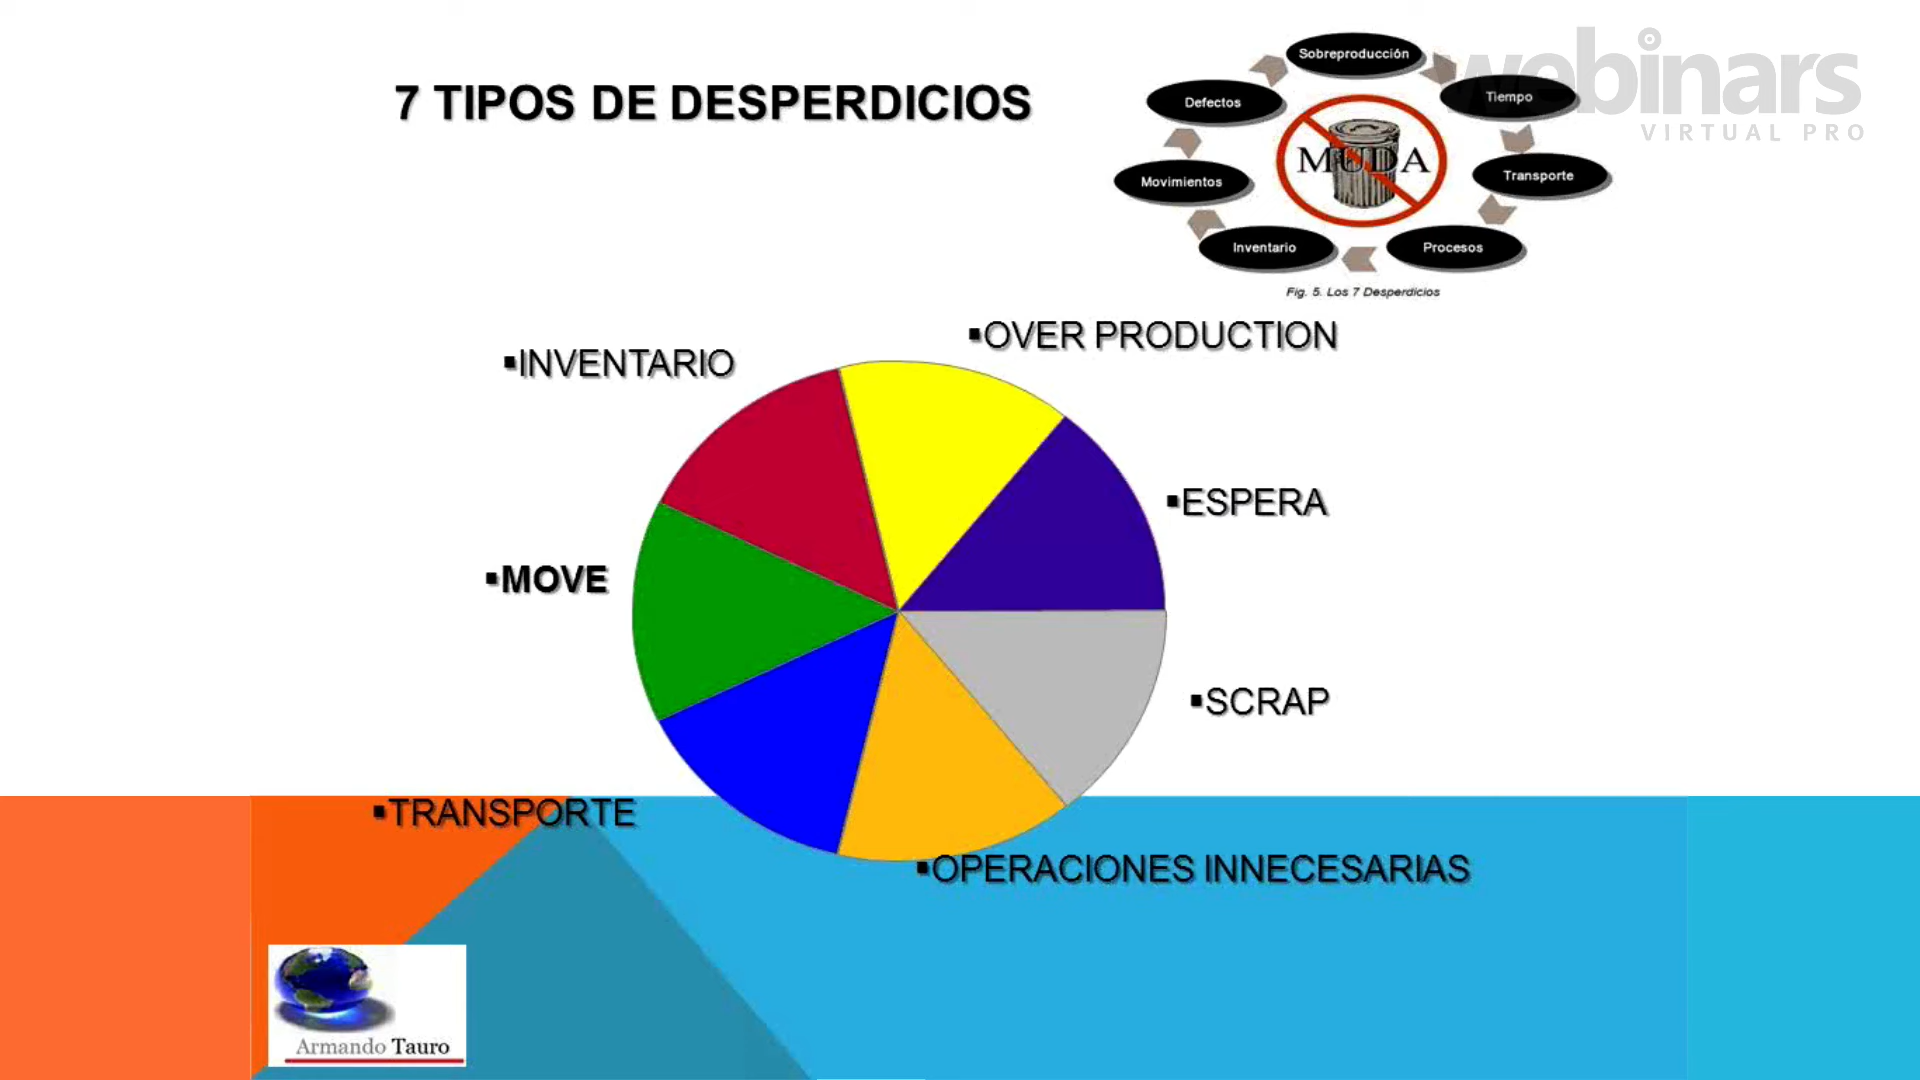 7 TIPOS DE DESPERDICIOS
webinars
VIRTUAL PRO
Sobreproducción
Defectos
Tiempo
MUDA
Movimientos
Transporte
Inventario
Procesos
Fig. 5. Los 7 Desperdicios
▪OVER PRODUCTION
▪INVENTARIO
▪ESPERA
▪MOVE
▪SCRAP
▪TRANSPORTE
▪OPERACIONES INNECESARIAS
Armando Tauro